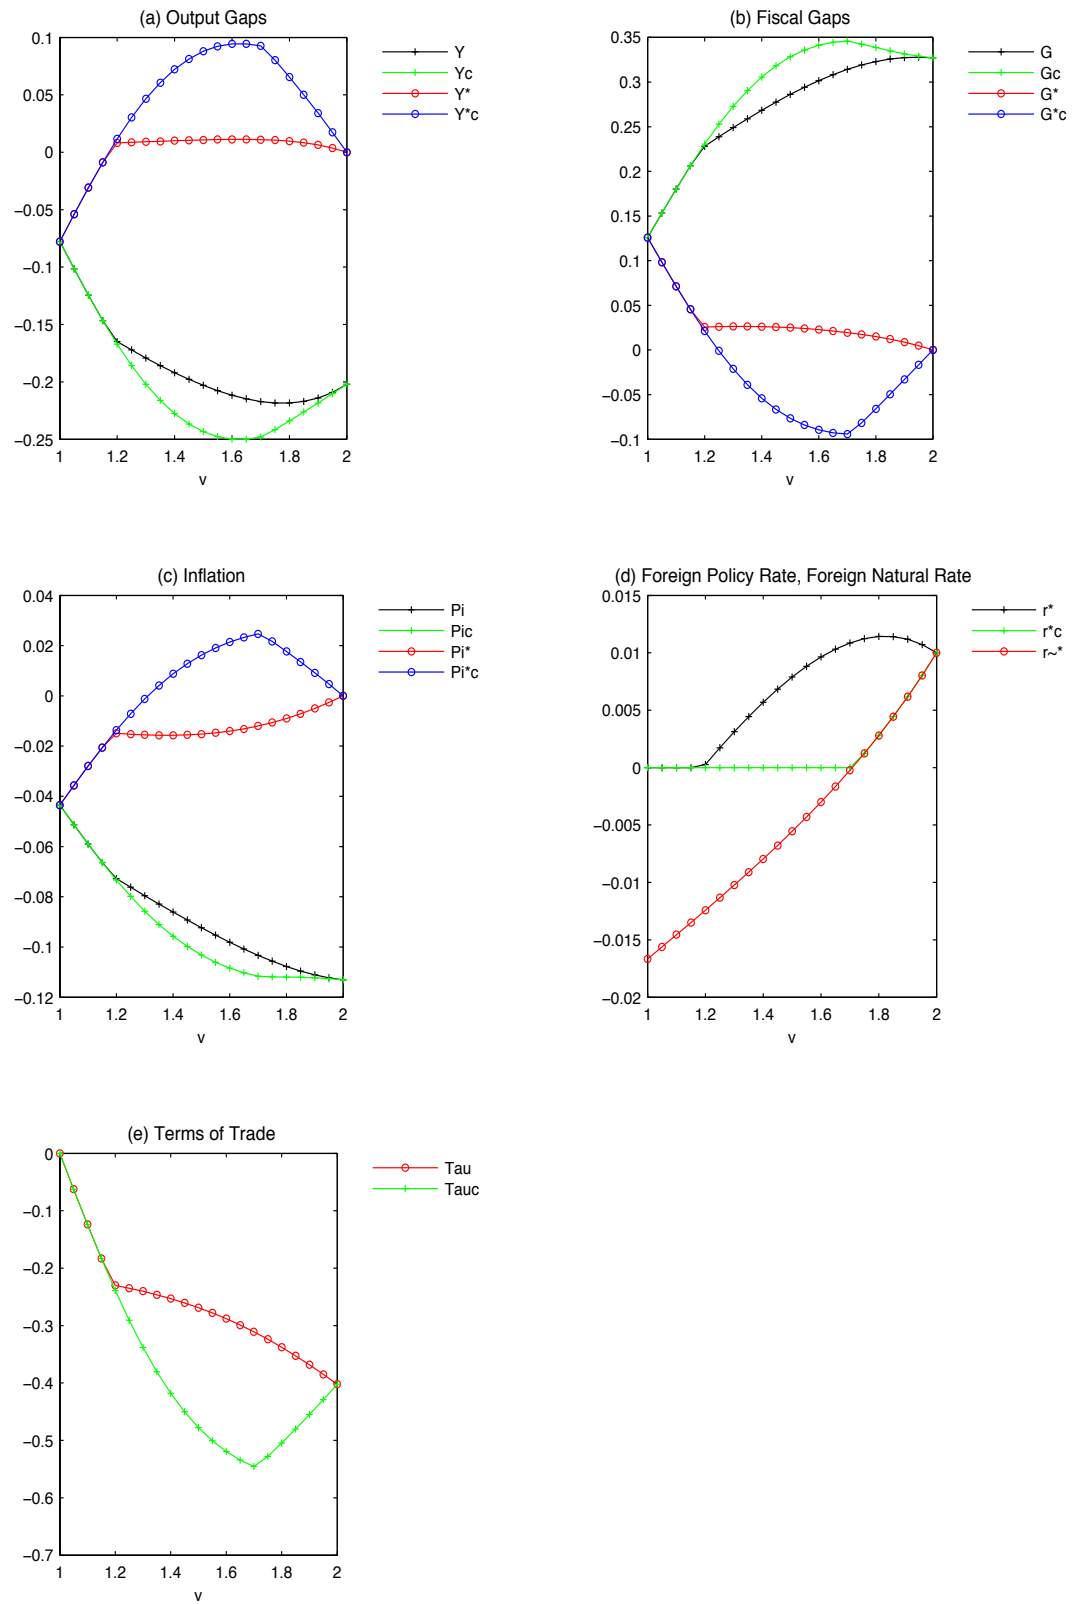 (a) Output Gaps
0.1
0.05
0
−0.05
−0.1
−0.15
−0.2
−0.25
1 1.2 1.4 1.6 1.8 2
v
Y
Yc
Y*
Y*c
(b) Fiscal Gaps
0.35
0.3
0.25
0.2
0.15
0.1
0.05
0
−0.05
−0.1
1 1.2 1.4 1.6 1.8 2
v
G
Gc
G*
G*c
(c) Inflation
0.04
0.02
0
−0.02
−0.04
−0.06
−0.08
−0.1
−0.12
1 1.2 1.4 1.6 1.8 2
v
Pi
Pic
Pi*
Pi*c
(d) Foreign Policy Rate, Foreign Natural Rate
0.015
0.01
0.005
0
−0.005
−0.01
−0.015
−0.02
1 1.2 1.4 1.6 1.8 2
v
r*
r*c
r~*
(e) Terms of Trade
0
−0.1
−0.2
−0.3
−0.4
−0.5
−0.6
−0.7
1 1.2 1.4 1.6 1.8 2
v
Tau
Tauc